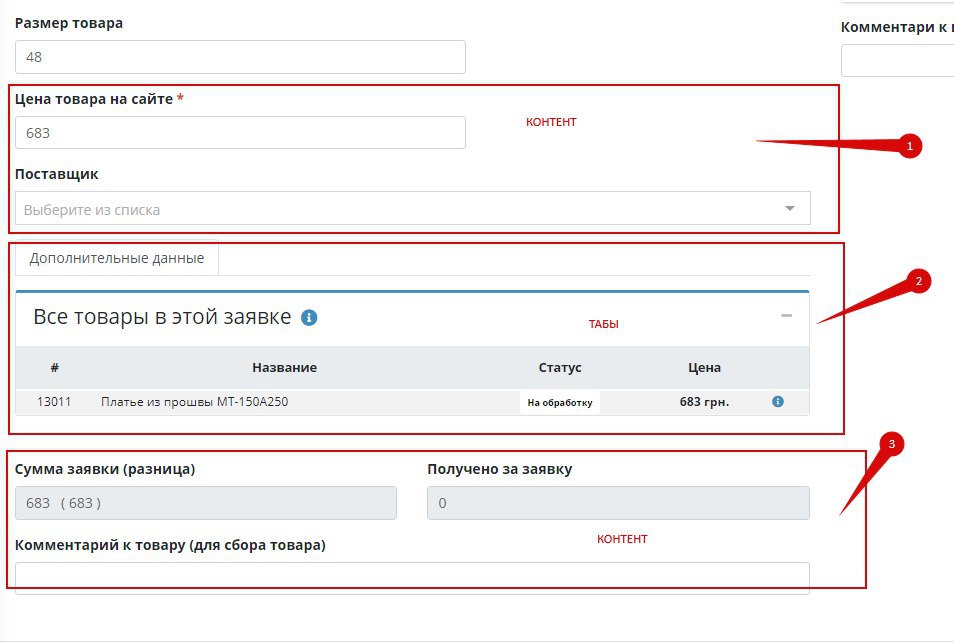 Размер товара
Комментари к
48
Цена товара на сайте *
683
КОНТЕНТ
1
Поставщик
Выберите из списка
Дополнительные данные
2
Все товары в этой заявке
ТАБЫ
# Название Статус Цена
13011 Платье из прошвы МТ-150А250 На обработку 683 грн.
3
Сумма заявки (разница) Получено за заявку
683 ( 683 ) 0
Комментарий к товару (для сбора товара)
КОНТЕНТ